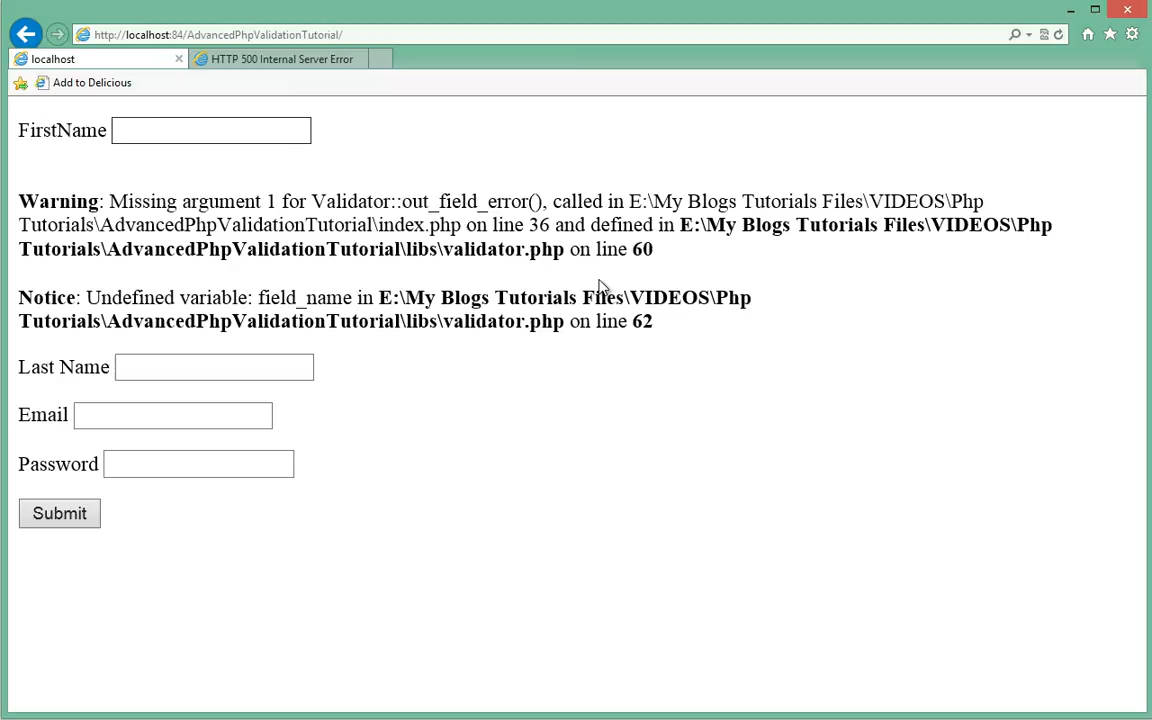 http://localhost:84/AdvancedPhpValidationTutorial/
localhost
HTTP 500 Internal Server Error
Add to Delicious
FirstName
Warning: Missing argument 1 for Validator::out_field_error(), called in E:\My Blogs Tutorials Files\VIDEOS\Php
Tutorials\AdvancedPhpValidationTutorial\index.php on line 36 and defined in E:\My Blogs Tutorials Files\VIDEOS\Php
Tutorials\AdvancedPhpValidationTutorial\libs\validator.php on line 60
Notice: Undefined variable: field_name in E:\My Blogs Tutorials Files\VIDEOS\Php
Tutorials\AdvancedPhpValidationTutorial\libs\validator.php on line 62
Last Name
Email
Password
Submit